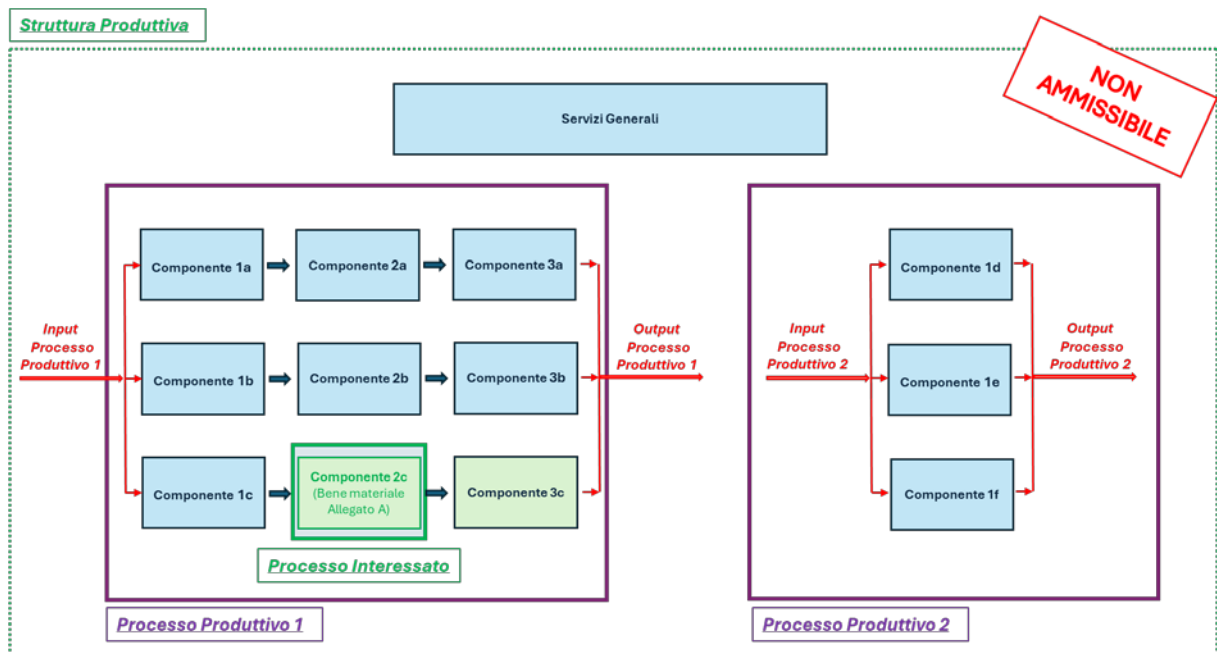 Struttura Produttiva
NON
AMMISSIBILE
Servizi Generali
Componente 1a
Componente 2a
Componente 3a
Componente 1d
Input
Processo
Produttivo 1
Output
Processo
Produttivo 1
Input
Processo
Produttivo 2
Output
Processo
Produttivo 2
Componente 1b
Componente 2b
Componente 3b
Componente 1e
Componente 1c
Componente 2c
(Bene materiale
Allegato A)
Componente 3c
Componente 1f
Processo Interessato
Processo Produttivo 1
Processo Produttivo 2